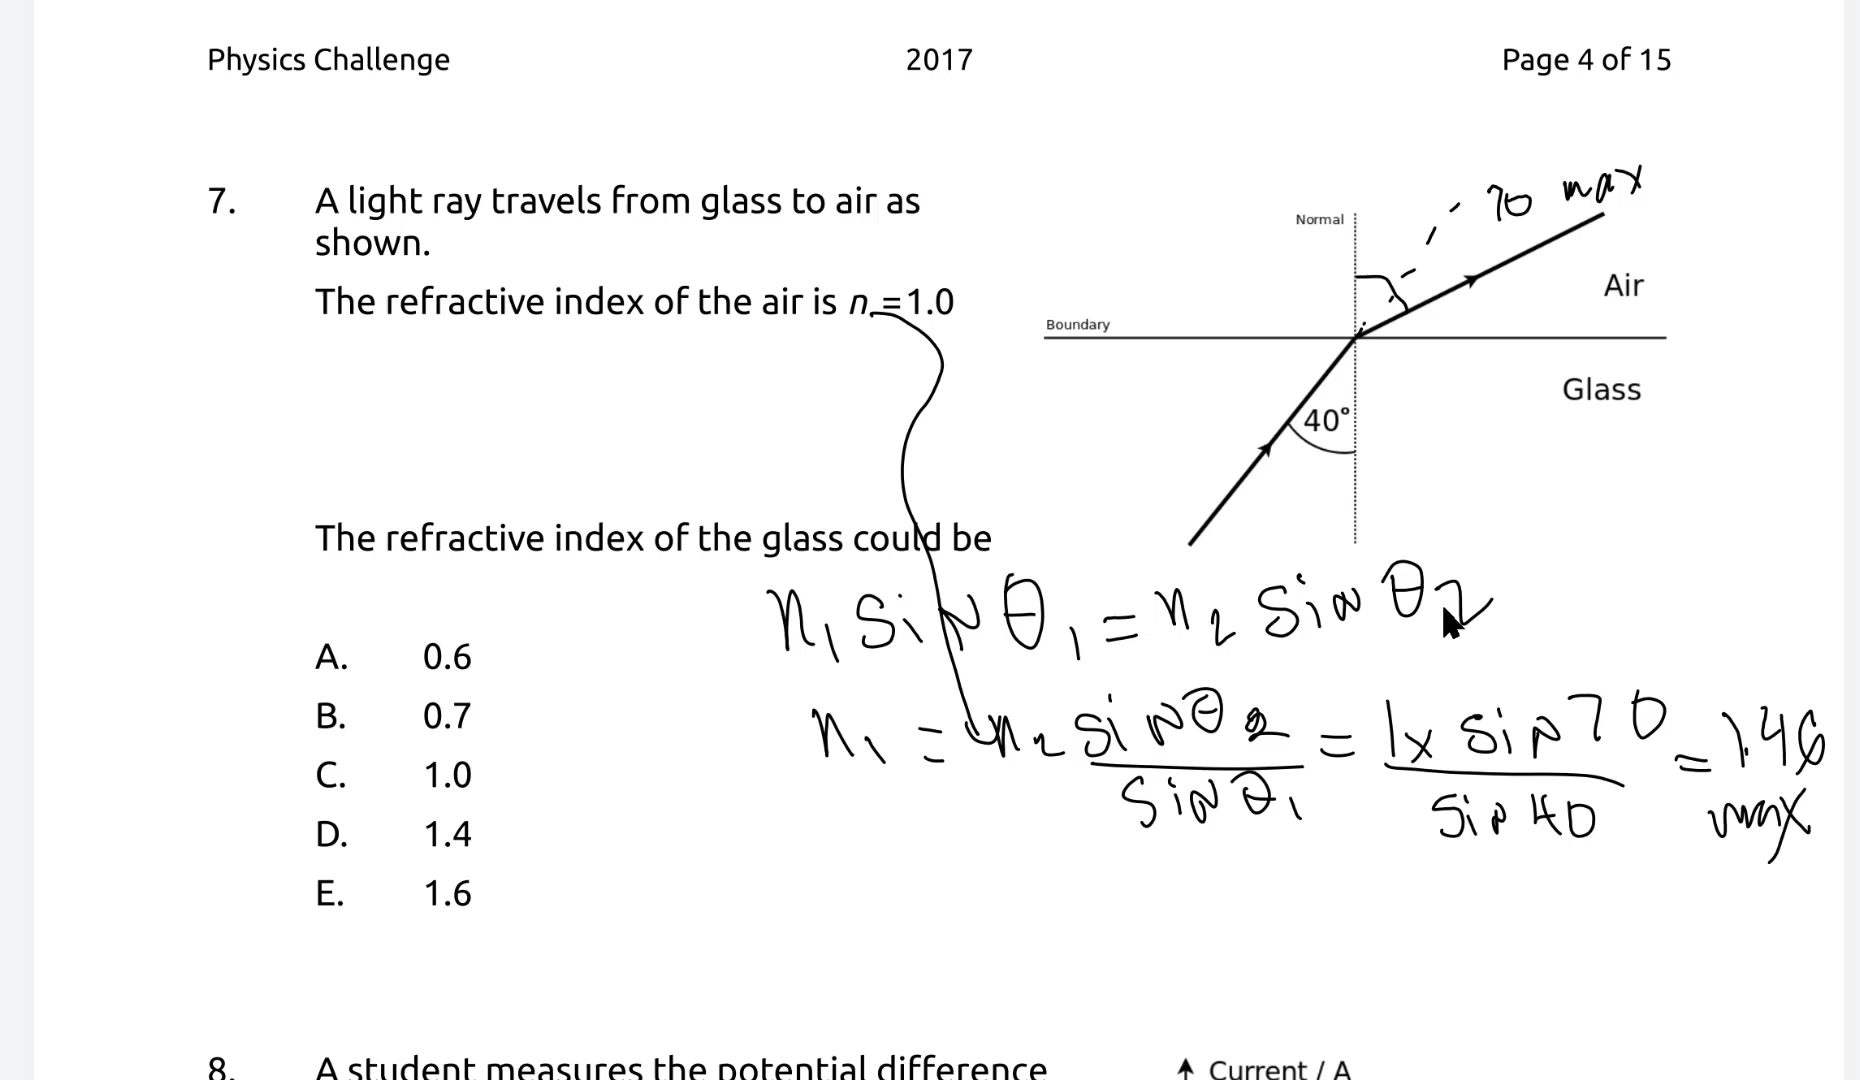 Physics Challenge 2017 Page 4 of 15
70 max
7. A light ray travels from glass to air as
shown.
Normal
The refractive index of the air is n =1.0
Air
Boundary
Glass
40°
The refractive index of the glass could be
n₁ sin θ₁ = n₂ sin θ₂
A. 0.6
B. 0.7
n₁ = n₂ sin θ₂ / sin θ₁ = 1x sin 70 / sin 40 = 1.46
max
C. 1.0
D. 1.4
E. 1.6
8. A student measures the potential difference
Current / A